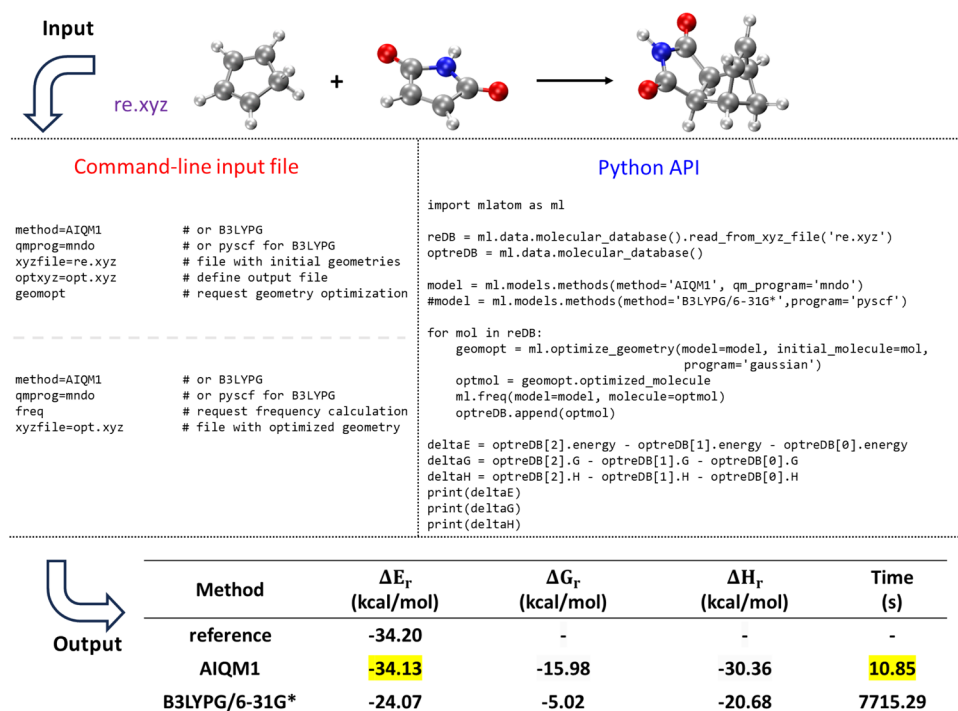 Input
re.xyz
+
Command-line input file
method=AIQM1 # or B3LYPG
qmprog=mndo # or pyscf for B3LYPG
xyzfile=re.xyz # file with initial geometries
optxyz=opt.xyz # define output file
geomopt # request geometry optimization
method=AIQM1 # or B3LYPG
qmprog=mndo # or pyscf for B3LYPG
freq # request frequency calculation
xyzfile=opt.xyz # file with optimized geometry
Python API
import mlatom as ml
reDB = ml.data.molecular_database().read_from_xyz_file('re.xyz')
optreDB = ml.data.molecular_database()
model = ml.models.methods(method='AIQM1', qm_program='mndo')
#model = ml.models.methods(method='B3LYPG/6-31G*',program='pyscf')
for mol in reDB:
    geomopt = ml.optimize_geometry(model=model, initial_molecule=mol,
                                   program='gaussian')
    optmol = geomopt.optimized_molecule
    ml.freq(model=model, molecule=optmol)
    optreDB.append(optmol)
deltaE = optreDB[2].energy - optreDB[1].energy - optreDB[0].energy
deltaG = optreDB[2].G - optreDB[1].G - optreDB[0].G
deltaH = optreDB[2].H - optreDB[1].H - optreDB[0].H
print(deltaE)
print(deltaG)
print(deltaH)
Output
Method ΔEr (kcal/mol) ΔGr (kcal/mol) ΔHr (kcal/mol) Time (s)
reference -34.20 - - -
AIQM1 -34.13 -15.98 -30.36 10.85
B3LYPG/6-31G* -24.07 -5.02 -20.68 7715.29